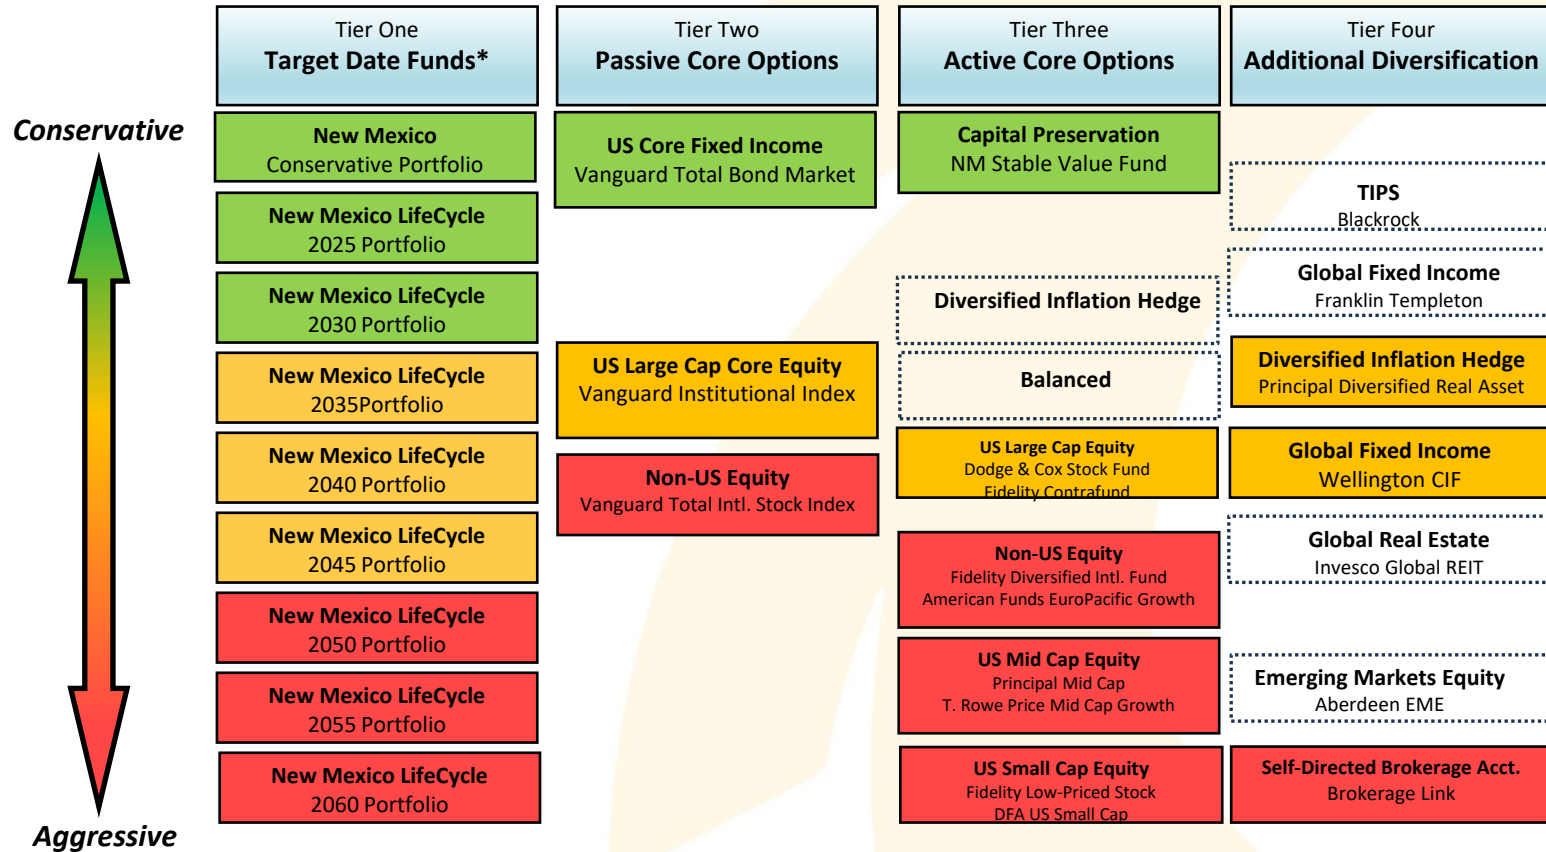 Tier One
Target Date Funds*
Tier Two
Passive Core Options
Tier Three
Active Core Options
Tier Four
Additional Diversification
Conservative
Aggressive
New Mexico
Conservative Portfolio
New Mexico LifeCycle
2025 Portfolio
New Mexico LifeCycle
2030 Portfolio
New Mexico LifeCycle
2035Portfolio
New Mexico LifeCycle
2040 Portfolio
New Mexico LifeCycle
2045 Portfolio
New Mexico LifeCycle
2050 Portfolio
New Mexico LifeCycle
2055 Portfolio
New Mexico LifeCycle
2060 Portfolio
US Core Fixed Income
Vanguard Total Bond Market
US Large Cap Core Equity
Vanguard Institutional Index
Non-US Equity
Vanguard Total Intl. Stock Index
Capital Preservation
NM Stable Value Fund
Diversified Inflation Hedge
Balanced
US Large Cap Equity
Dodge & Cox Stock Fund
Fidelity Contrafund
Non-US Equity
Fidelity Diversified Intl. Fund
American Funds EuroPacific Growth
US Mid Cap Equity
Principal Mid Cap
T. Rowe Price Mid Cap Growth
US Small Cap Equity
Fidelity Low-Priced Stock
DFA US Small Cap
TIPS
Blackrock
Global Fixed Income
Franklin Templeton
Diversified Inflation Hedge
Principal Diversified Real Asset
Global Fixed Income
Wellington CIF
Global Real Estate
Invesco Global REIT
Emerging Markets Equity
Aberdeen EME
Self-Directed Brokerage Acct.
Brokerage Link